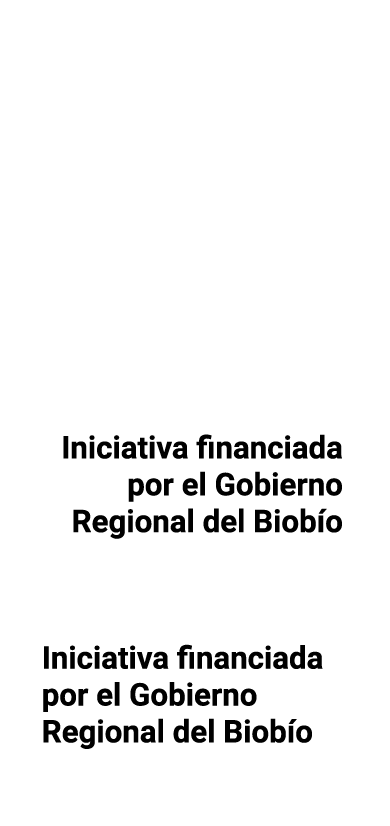 Iniciativa financiada
por el Gobierno
Regional del Biobío
Iniciativa financiada
por el Gobierno
Regional del Biobío